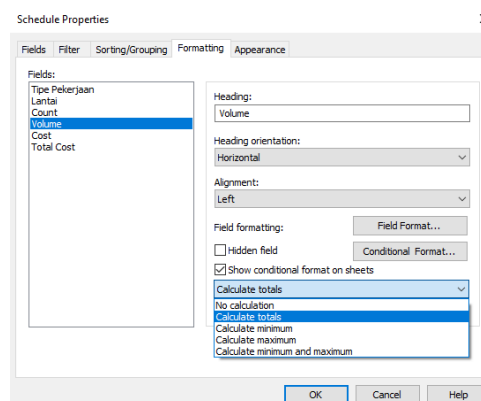 Schedule Properties
Fields Filter Sorting/Grouping Formatting Appearance
Fields:
Tipe Pekerjaan
Lantai
Count
Volume
Cost
Total Cost
Heading:
Volume
Heading orientation:
Horizontal
Alignment:
Left
Field formatting:
Field Format...
Hidden field
Conditional Format...
Show conditional format on sheets
Calculate totals
No calculation
Calculate totals
Calculate minimum
Calculate maximum
Calculate minimum and maximum
OK Cancel Help